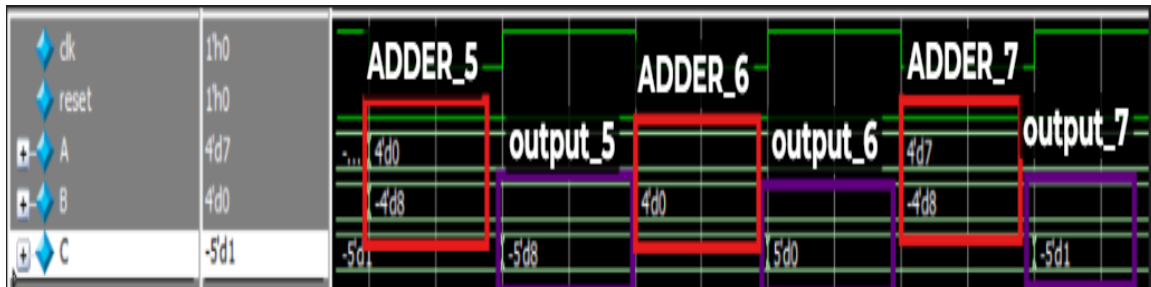 clk 1'h0
reset 1'h0
A 4'd7 -... 4'd0 4'd7
B 4'd0 -4'd8 4'd0 -4'd8
C -5'd1 -5'd1 -5'd8 5'd0 -5'd1
ADDER_5 ADDER_6 ADDER_7
output_5 output_6 output_7